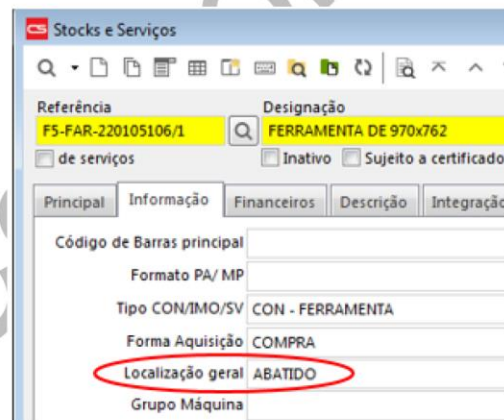 CS Stocks e Serviços
Referência Designação
F5-FAR-220105106/1 FERRAMENTA DE 970x762
de serviços Inativo Sujeito a certificado
Principal Informação Financeiros Descrição Integração
Código de Barras principal
Formato PA/ MP
Tipo CON/IMO/SV CON - FERRAMENTA
Forma Aquisição COMPRA
Localização geral ABATIDO
Grupo Máquina